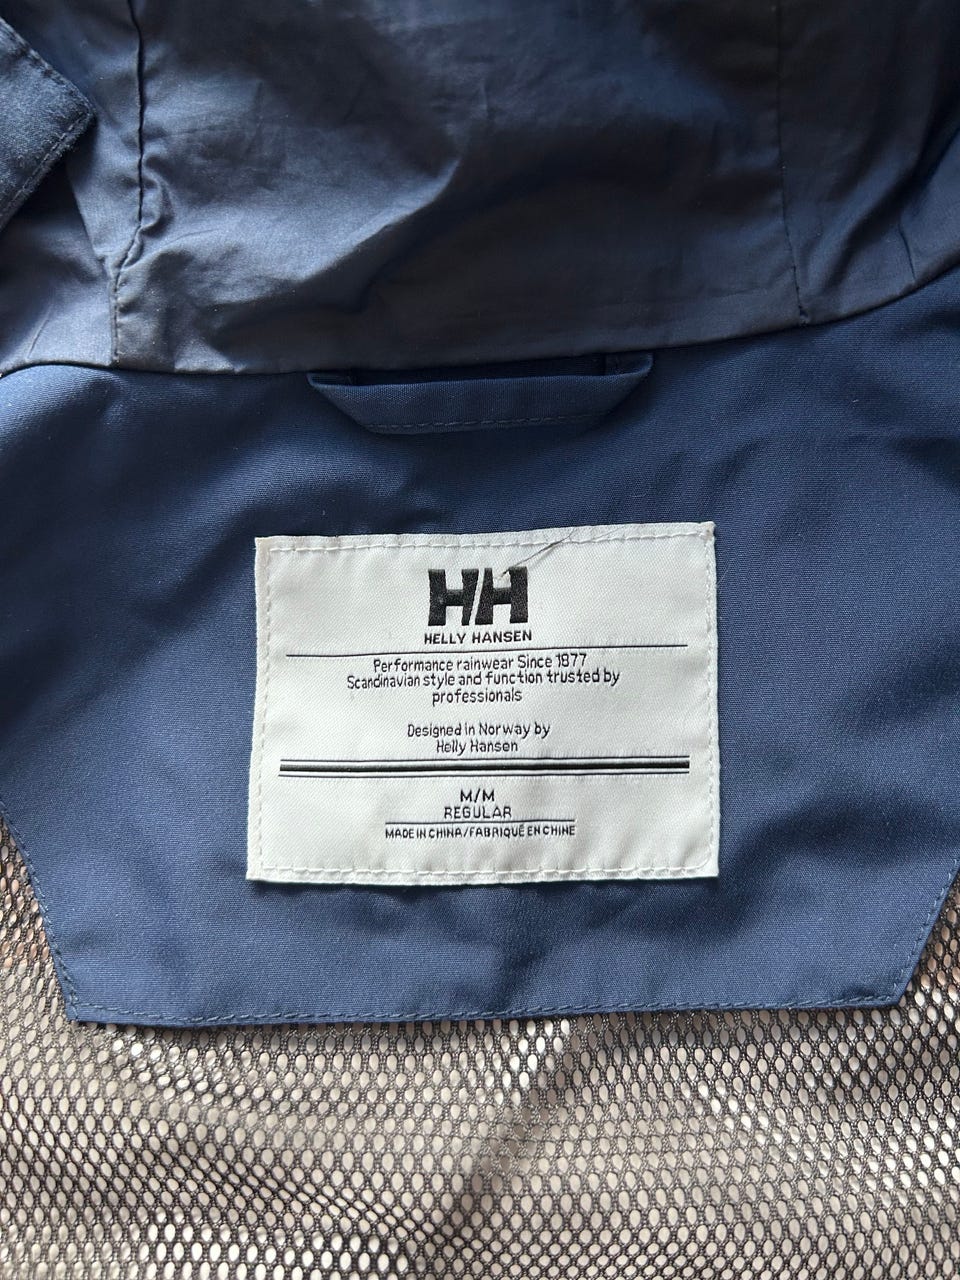 HH
HELLY HANSEN
Performance rainwear Since 1877
Scandinavian style and function trusted by
professionals
Designed in Norway by
Helly Hansen
M/M
REGULAR
MADE IN CHINA/FABRIQUÉ EN CHINE